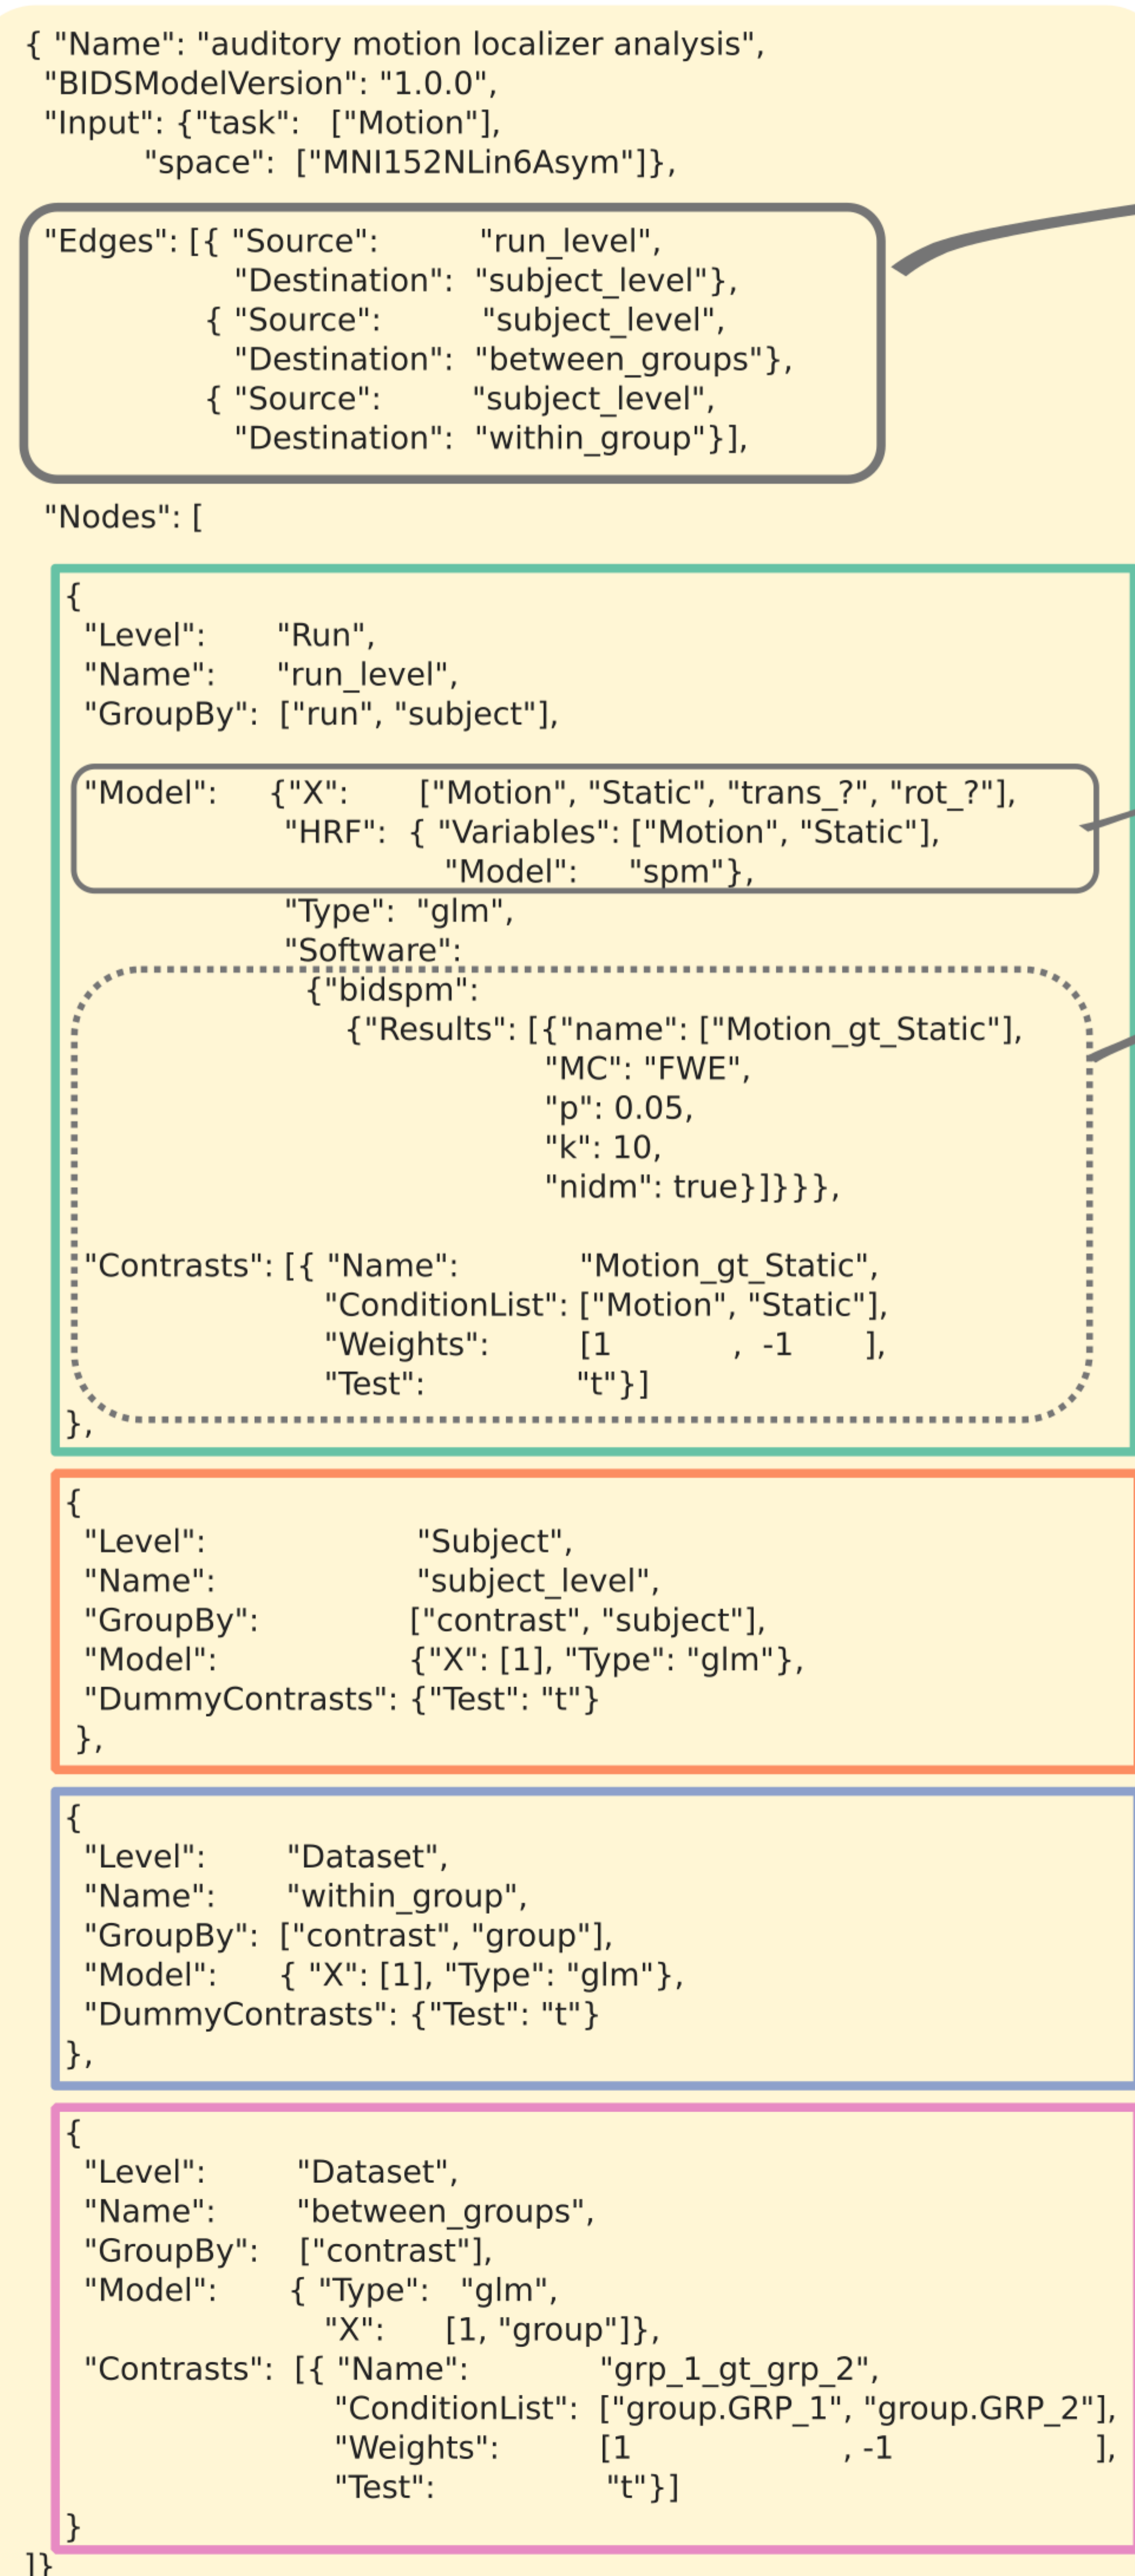 { "Name": "auditory motion localizer analysis",
"BIDSModelVersion": "1.0.0",
"Input": {"task": ["Motion"],
"space": ["MNI152NLin6Asym"]},
"Edges": [{ "Source": "run_level",
"Destination": "subject_level"},
{ "Source": "subject_level",
"Destination": "between_groups"},
{ "Source": "subject_level",
"Destination": "within_group"}],
"Nodes": [
{
"Level": "Run",
"Name": "run_level",
"GroupBy": ["run", "subject"],
"Model": {"X": ["Motion", "Static", "trans_?", "rot_?"],
"HRF": { "Variables": ["Motion", "Static"],
"Model": "spm"},
"Type": "glm",
"Software":
{"bidspm":
{"Results": [{"name": ["Motion_gt_Static"],
"MC": "FWE",
"p": 0.05,
"k": 10,
"nidm": true}]}}},
"Contrasts": [{ "Name": "Motion_gt_Static",
"ConditionList": ["Motion", "Static"],
"Weights": [1 , -1 ],
"Test": "t"}]
},
{
"Level": "Subject",
"Name": "subject_level",
"GroupBy": ["contrast", "subject"],
"Model": {"X": [1], "Type": "glm"},
"DummyContrasts": {"Test": "t"}
},
{
"Level": "Dataset",
"Name": "within_group",
"GroupBy": ["contrast", "group"],
"Model": { "X": [1], "Type": "glm"},
"DummyContrasts": {"Test": "t"}
},
{
"Level": "Dataset",
"Name": "between_groups",
"GroupBy": ["contrast"],
"Model": { "Type": "glm",
"X": [1, "group"]},
"Contrasts": [{ "Name": "grp_1_gt_grp_2",
"ConditionList": ["group.GRP_1", "group.GRP_2"],
"Weights": [1 , -1 ],
"Test": "t"}]
}
]}